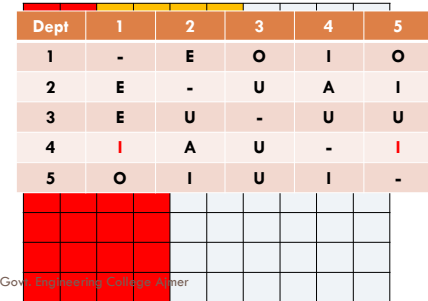 Dept 1 2 3 4 5
1 - E O I O
2 E - U A I
3 E U - U U
4 I A U - I
5 O I U I -
Govt. Engineering College Ajmer